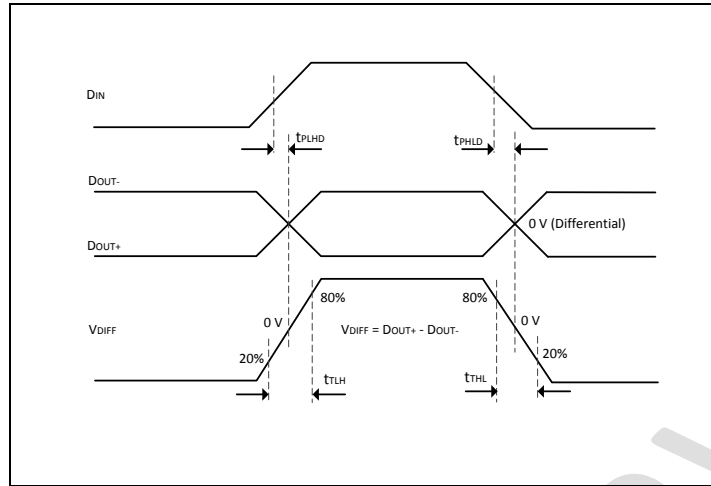 DIN
tPLHD
tPHLD
DOUT-
0 V (Differential)
DOUT+
80%
80%
0 V
VDIFF = DOUT+ - DOUT-
0 V
VDIFF
20%
20%
tTLH
tTHL